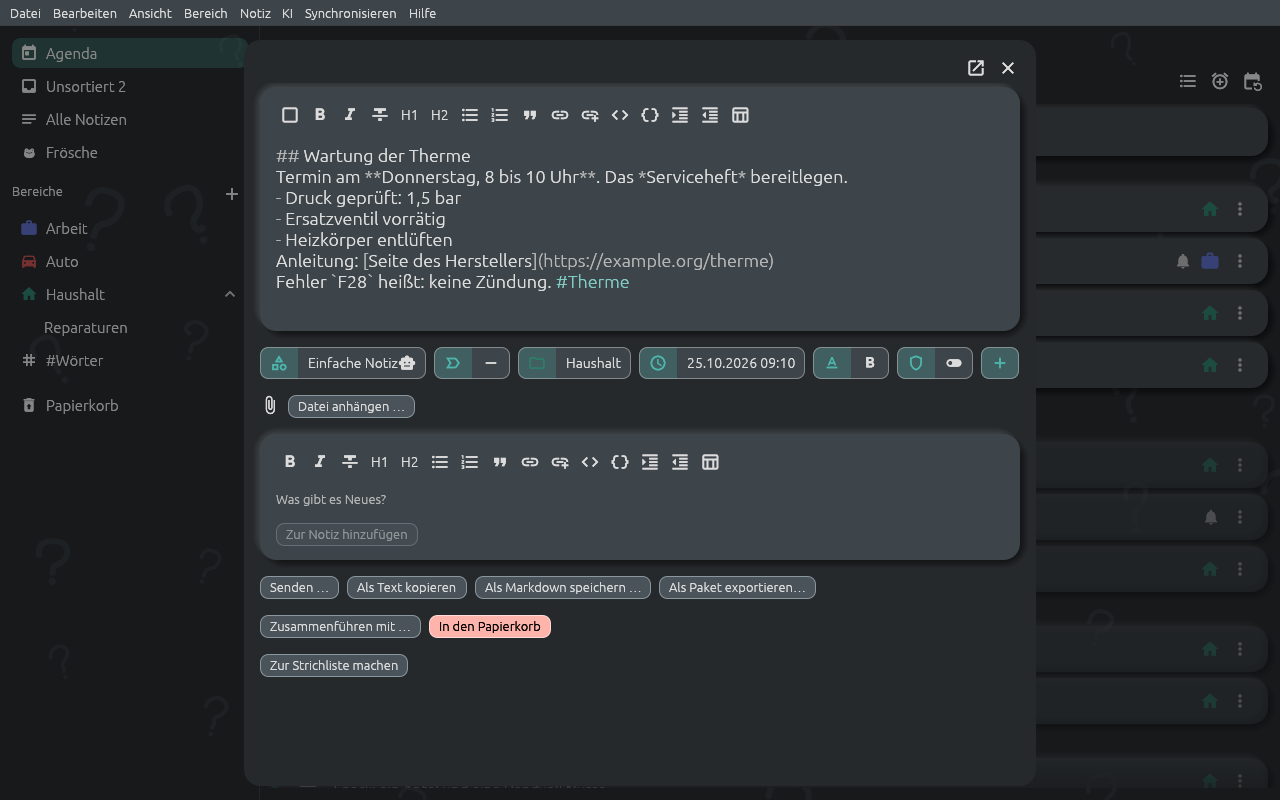 Datei Bearbeiten Ansicht Bereich Notiz KI Synchronisieren Hilfe
Agenda
Unsortiert 2
Alle Notizen
Frösche
Bereiche
Arbeit
Auto
Haushalt
Reparaturen
#Wörter
Papierkorb
H1 H2
## Wartung der Therme
Termin am **Donnerstag, 8 bis 10 Uhr**. Das *Serviceheft* bereitlegen.
- Druck geprüft: 1,5 bar
- Ersatzventil vorrätig
- Heizkörper entlüften
Anleitung: [Seite des Herstellers](https://example.org/therme)
Fehler `F28` heißt: keine Zündung. #Therme
Einfache Notiz Haushalt 25.10.2026 09:10 A B
Datei anhängen ...
B I H1 H2
Was gibt es Neues?
Zur Notiz hinzufügen
Senden ... Als Text kopieren Als Markdown speichern ... Als Paket exportieren...
Zusammenführen mit ... In den Papierkorb
Zur Strichliste machen